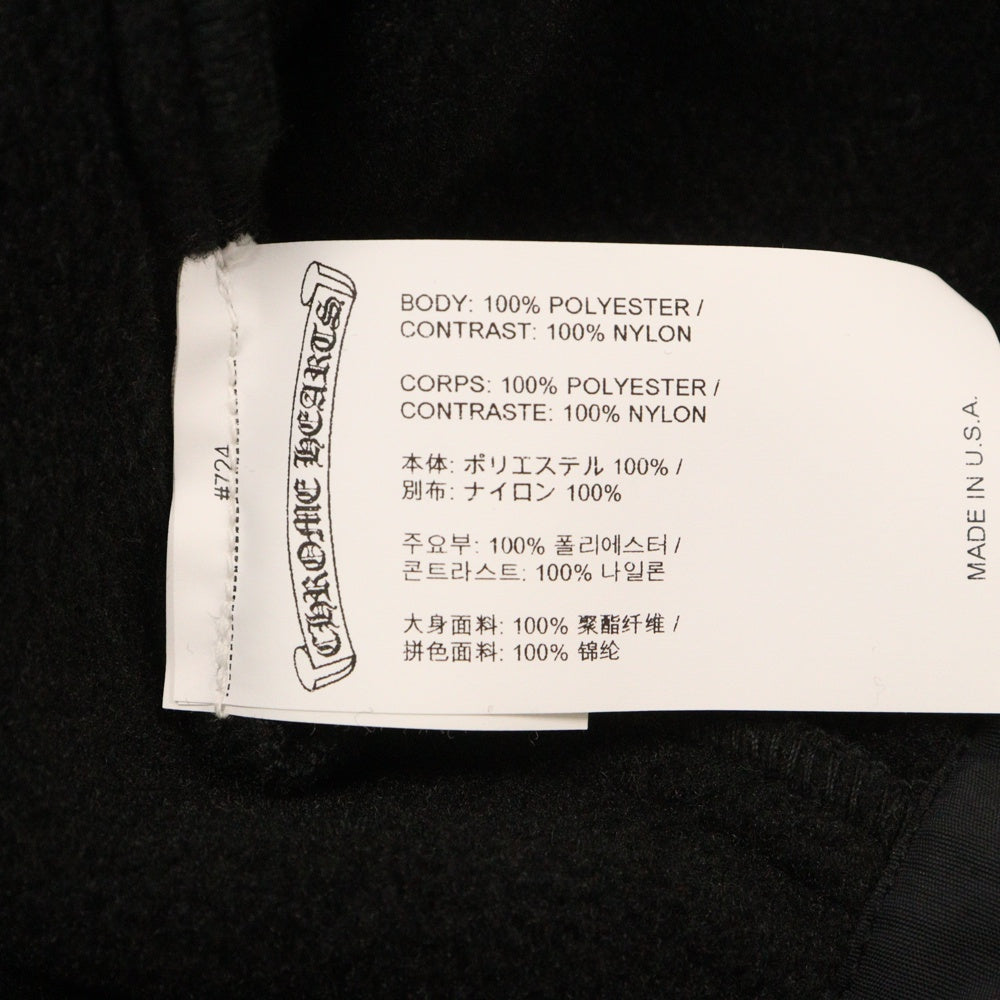 #724
CHROME HEARTS
BODY: 100% POLYESTER /
CONTRAST: 100% NYLON
CORPS: 100% POLYESTER /
CONTRASTE: 100% NYLON
本体: ポリエステル 100% /
別布: ナイロン 100%
주요부: 100% 폴리에스터 /
콘트라스트: 100% 나일론
大身面料: 100% 聚酯纤维 /
拼色面料: 100% 锦纶
MADE IN U.S.A.